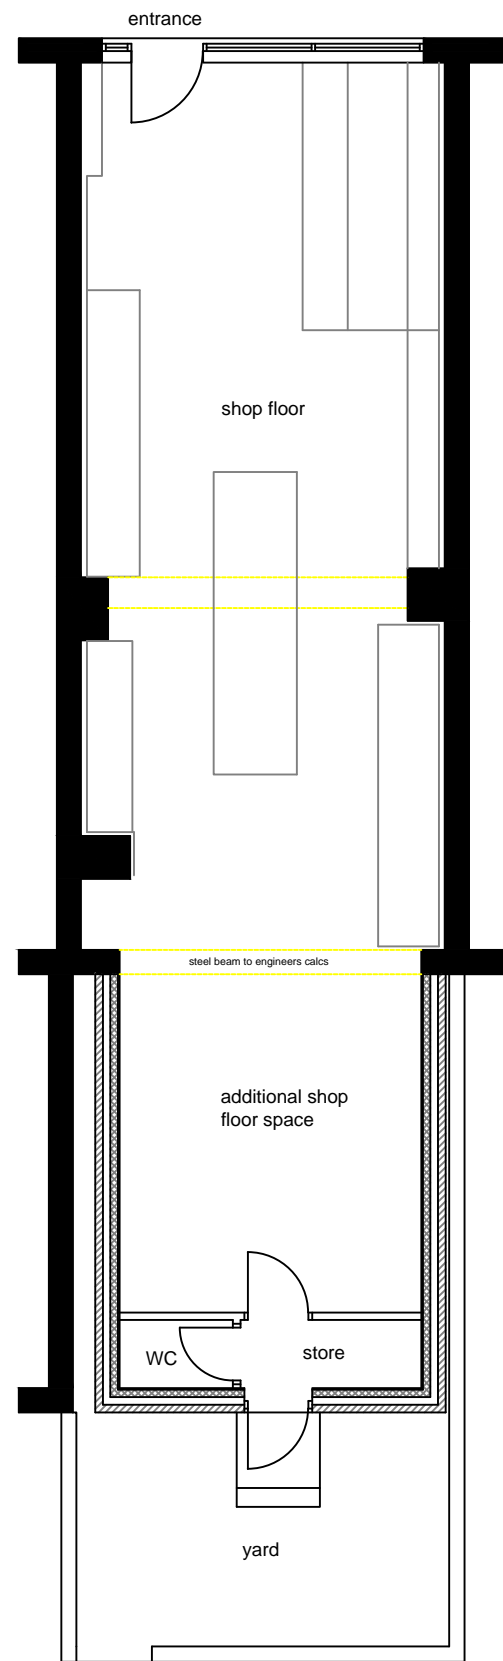 entrance
shop floor
steel beam to engineers calcs
additional shop
floor space
WC
store
yard